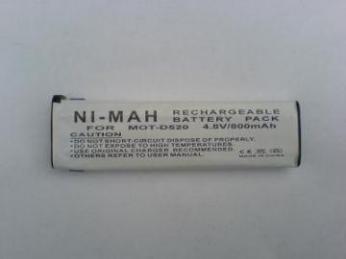 NI-MAH RECHARGEABLE BATTERY PACK
FOR MOT-D520 4.8V/800mAh
CAUTION
•DO NOT SHORT-CIRCUIT DISPOSE OF PROPERLY.
•DO NOT EXPOSE TO HIGH TEMPERATURES.
•USE ORIGINAL CHARGER RECOMMENDED.
•OTHERS REFER TO USER MANUAL.